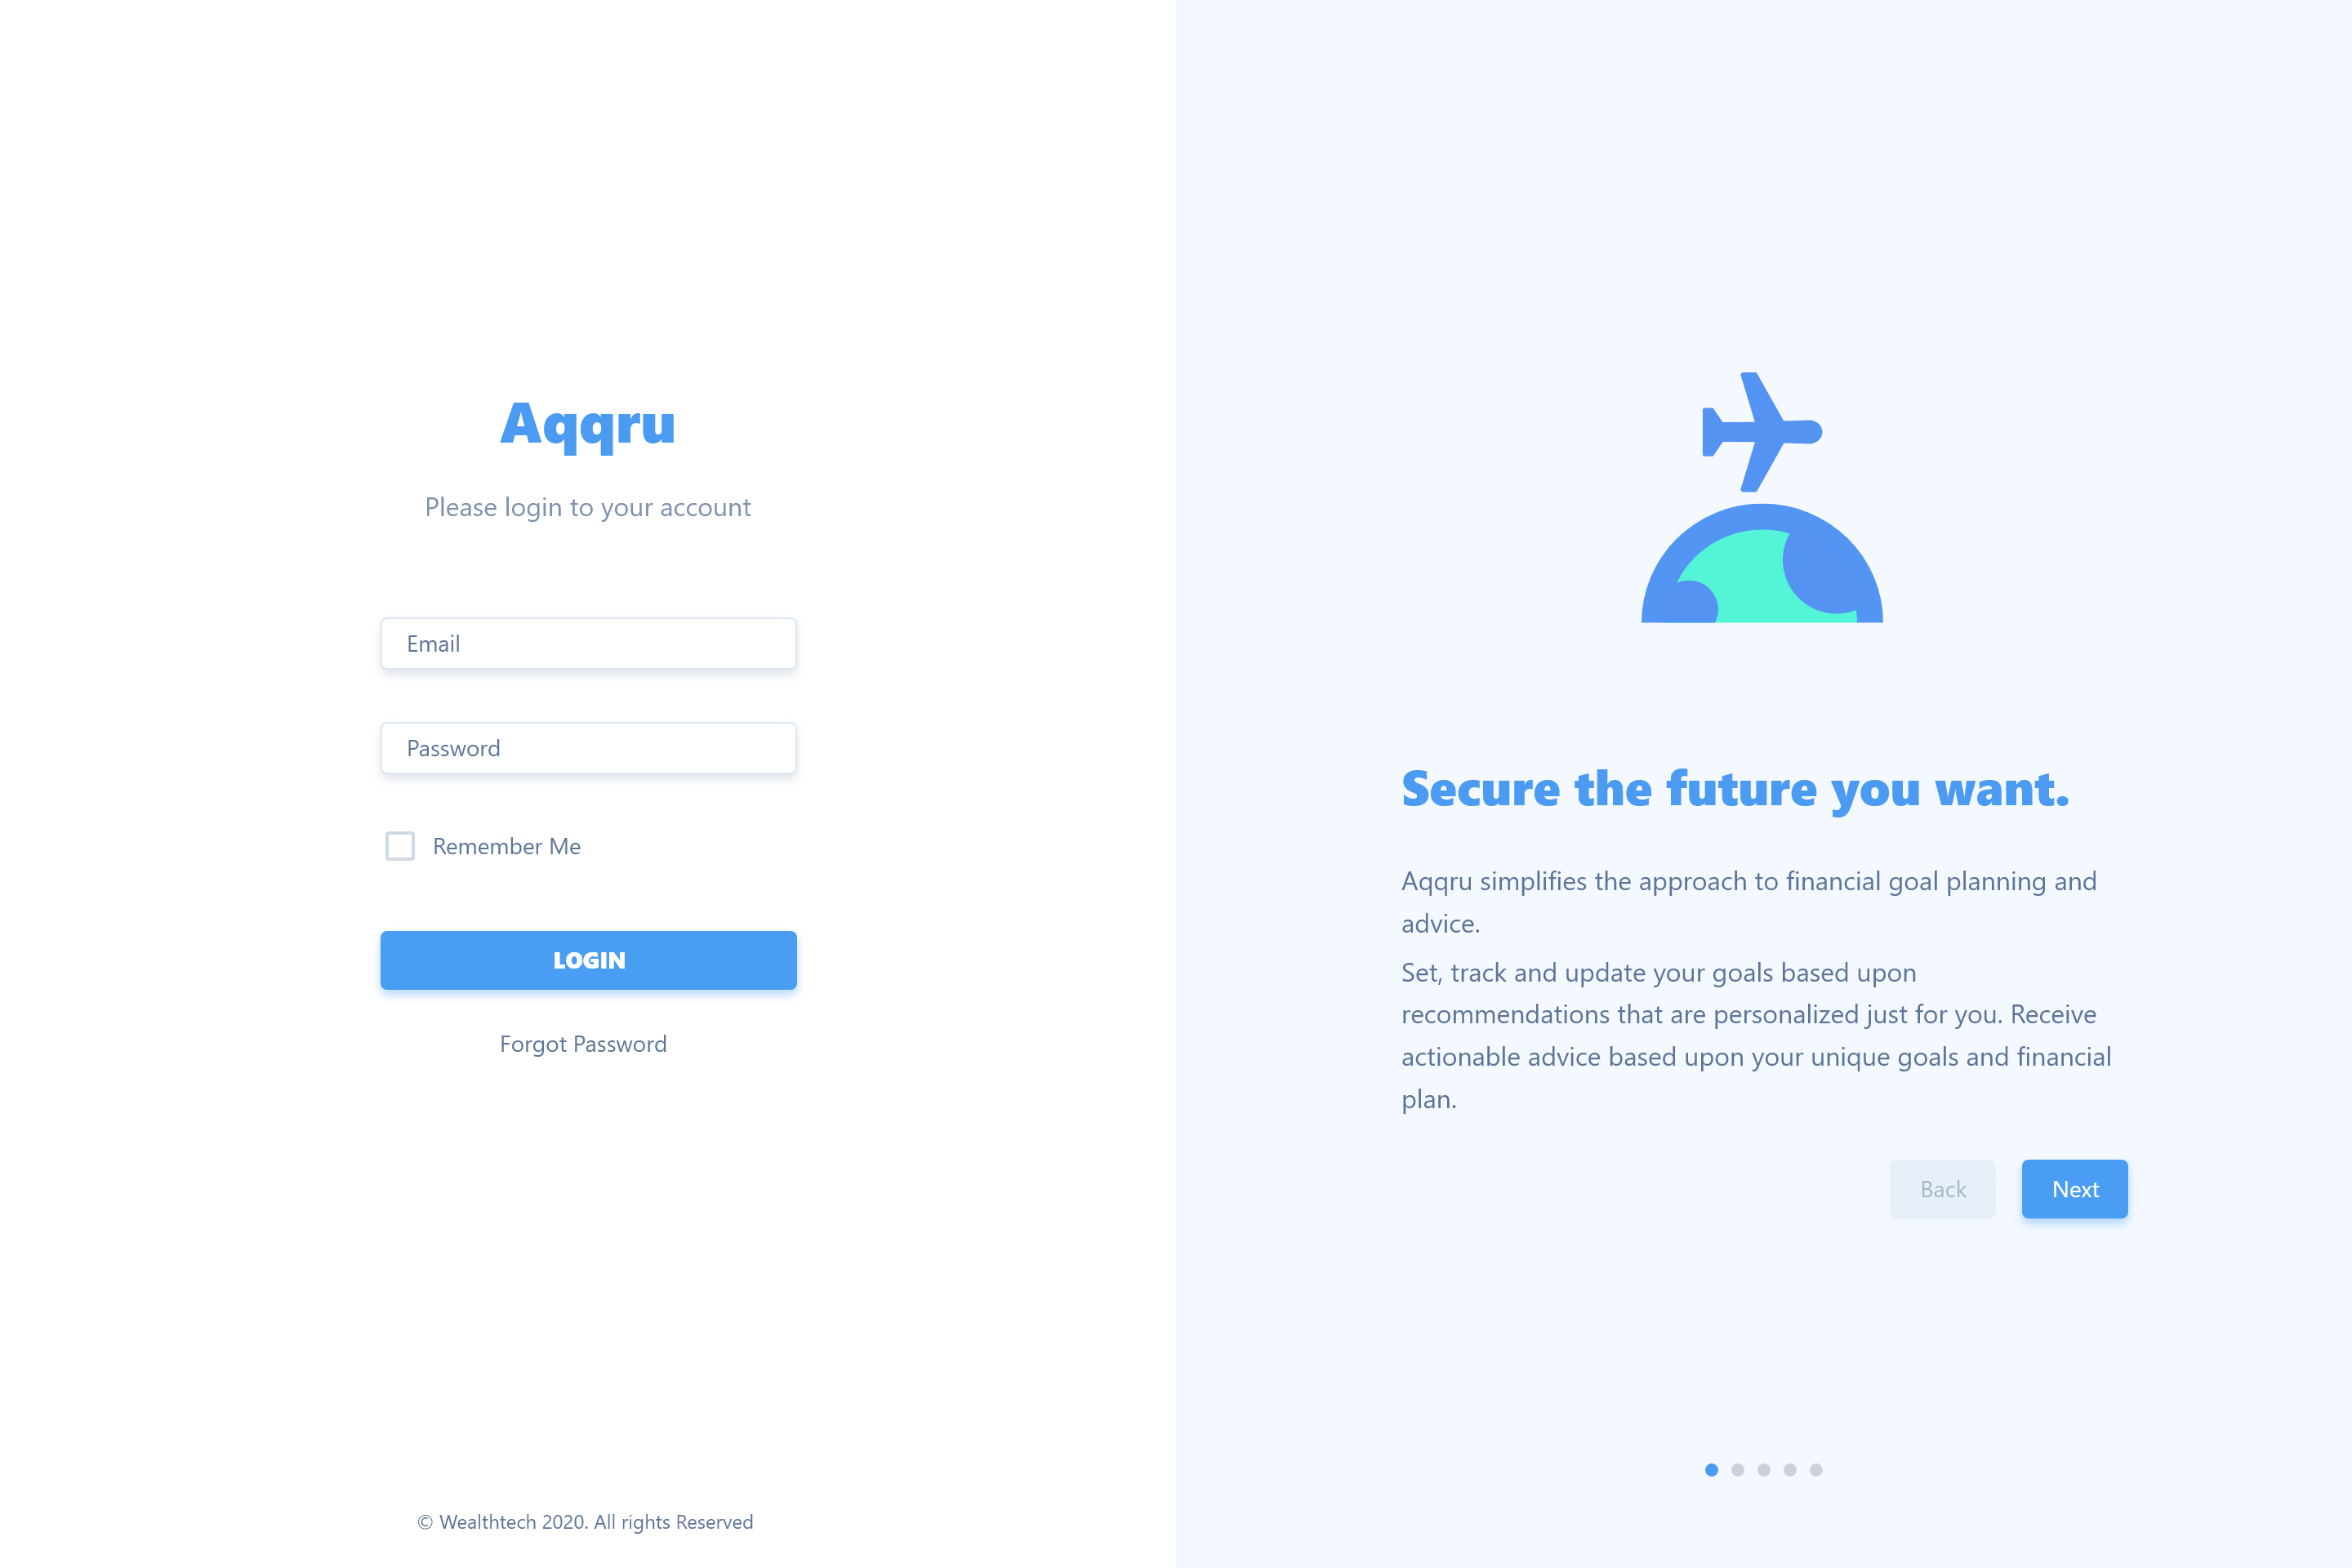 Aqqru
Please login to your account
Email
Password
Remember Me
LOGIN
Forgot Password
© Wealthtech 2020. All rights Reserved
Secure the future you want.
Aqqru simplifies the approach to financial goal planning and
advice.
Set, track and update your goals based upon
recommendations that are personalized just for you. Receive
actionable advice based upon your unique goals and financial
plan.
Back
Next